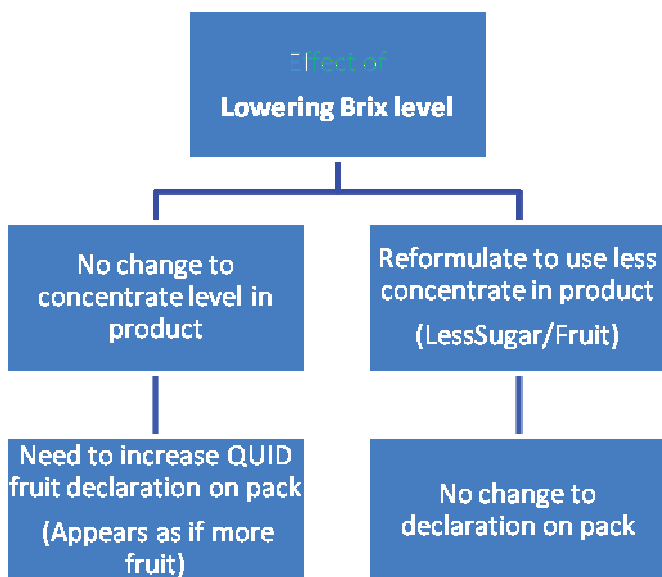 Effect of
Lowering Brix level
No change to
concentrate level in
product
Reformulate to use less
concentrate in product
(LessSugar/Fruit)
Need to increase QUID
fruit declaration on pack
(Appears as if more
fruit)
No change to
declaration on pack